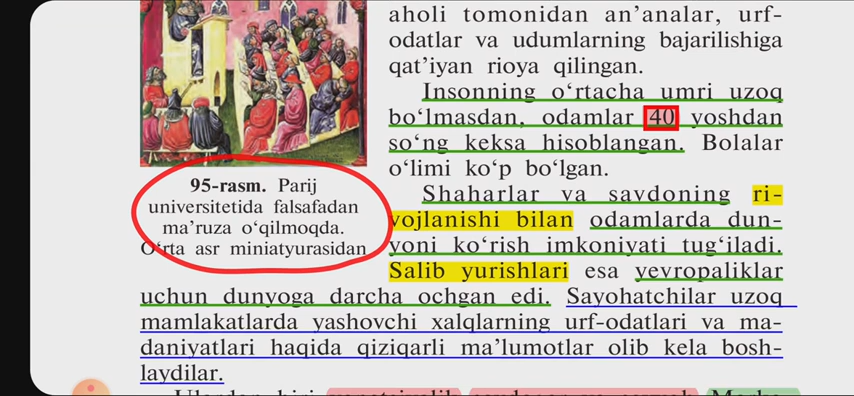 aholi tomonidan an’analar, urf-
odatlar va udumlarning bajarilishiga
qat’iyan rioya qilingan.
Insonning o‘rtacha umri uzoq
bo‘lmasdan, odamlar 40 yoshdan
so‘ng keksa hisoblangan. Bolalar
o‘limi ko‘p bo‘lgan.
95-rasm. Parij
universitetida falsafadan
ma’ruza o‘qilmoqda.
O‘rta asr miniatyurasidan
Shaharlar va savdoning ri-
vojlanishi bilan odamlarda dun-
yoni ko‘rish imkoniyati tug‘iladi.
Salib yurishlari esa yevropaliklar
uchun dunyoga darcha ochgan edi. Sayohatchilar uzoq
mamlakatlarda yashovchi xalqlarning urf-odatlari va ma-
daniyatlari haqida qiziqarli ma’lumotlar olib kela bosh-
laydilar.